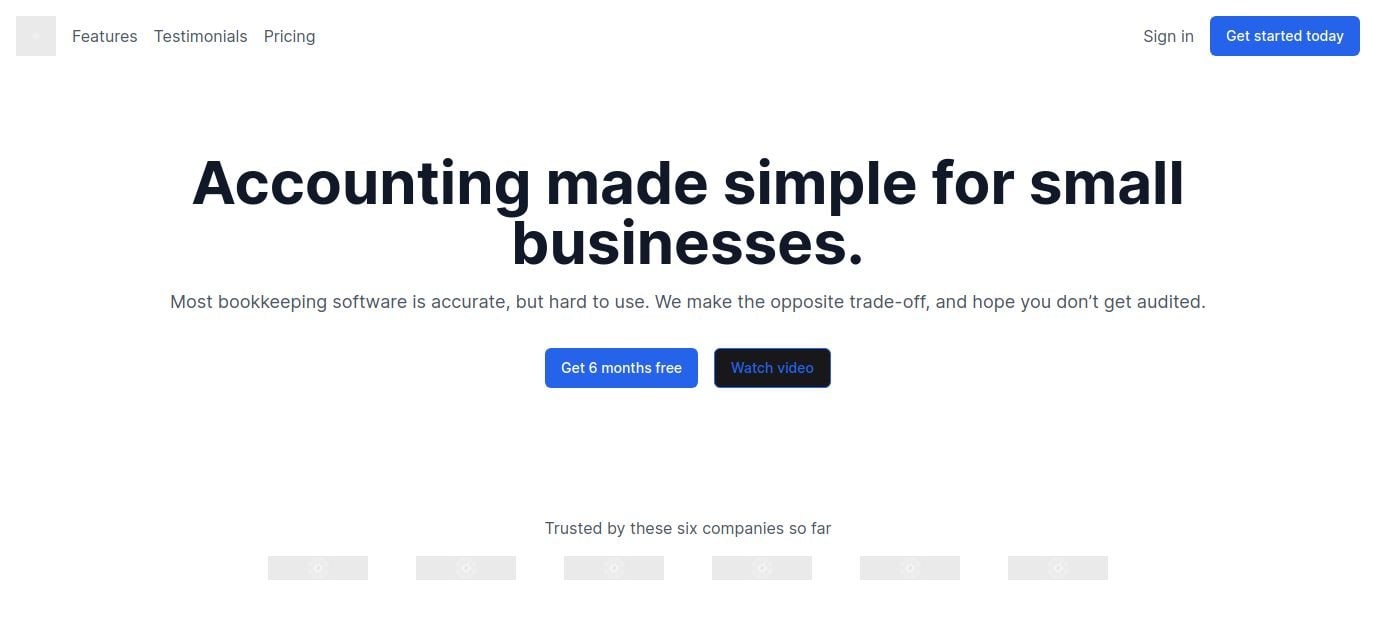 Features Testimonials Pricing Sign in Get started today
Accounting made simple for small
businesses.
Most bookkeeping software is accurate, but hard to use. We make the opposite trade-off, and hope you don’t get audited.
Get 6 months free Watch video
Trusted by these six companies so far